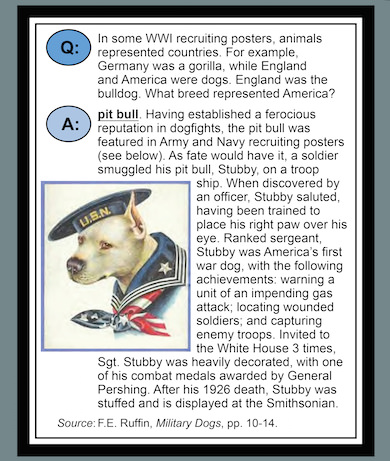 Q:
In some WWI recruiting posters, animals
represented countries. For example,
Germany was a gorilla, while England
and America were dogs. England was the
bulldog. What breed represented America?
A:
pit bull. Having established a ferocious
reputation in dogfights, the pit bull was
featured in Army and Navy recruiting posters
(see below). As fate would have it, a soldier
smuggled his pit bull, Stubby, on a troop
ship. When discovered by
an officer, Stubby saluted,
having been trained to
place his right paw over his
eye. Ranked sergeant,
Stubby was America's first
war dog, with the following
achievements: warning a
unit of an impending gas
attack; locating wounded
soldiers; and capturing
enemy troops. Invited to
the White House 3 times,
Sgt. Stubby was heavily decorated, with one
of his combat medals awarded by General
Pershing. After his 1926 death, Stubby was
stuffed and is displayed at the Smithsonian.
U.S.N.
Source: F.E. Ruffin, Military Dogs, pp. 10-14.